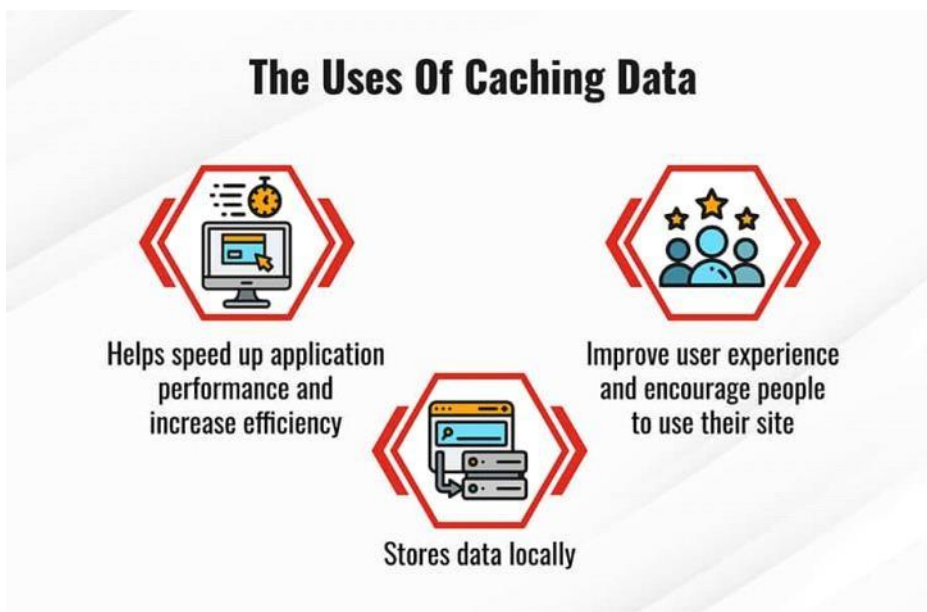 The Uses Of Caching Data
Helps speed up application
performance and
increase efficiency
Improve user experience
and encourage people
to use their site
Stores data locally